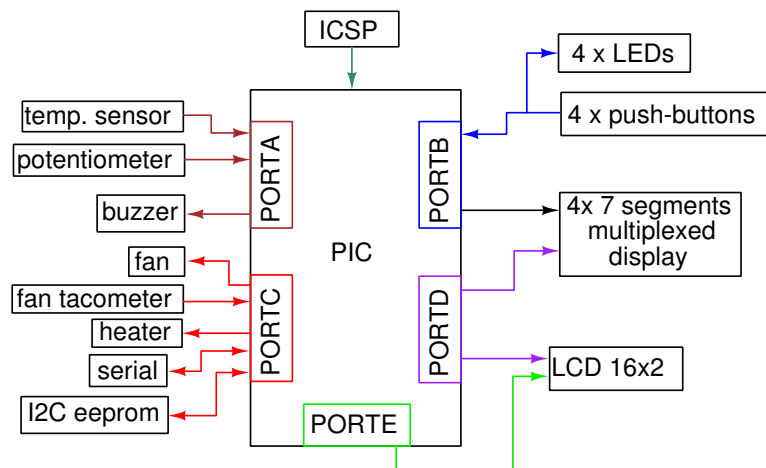 ICSP
4 x LEDs
temp. sensor
4 x push-buttons
potentiometer
PORTA
PORTB
buzzer
4x 7 segments
multiplexed
display
PIC
fan
fan tacometer
PORTC
PORTD
heater
serial
LCD 16x2
I2C eeprom
PORTE